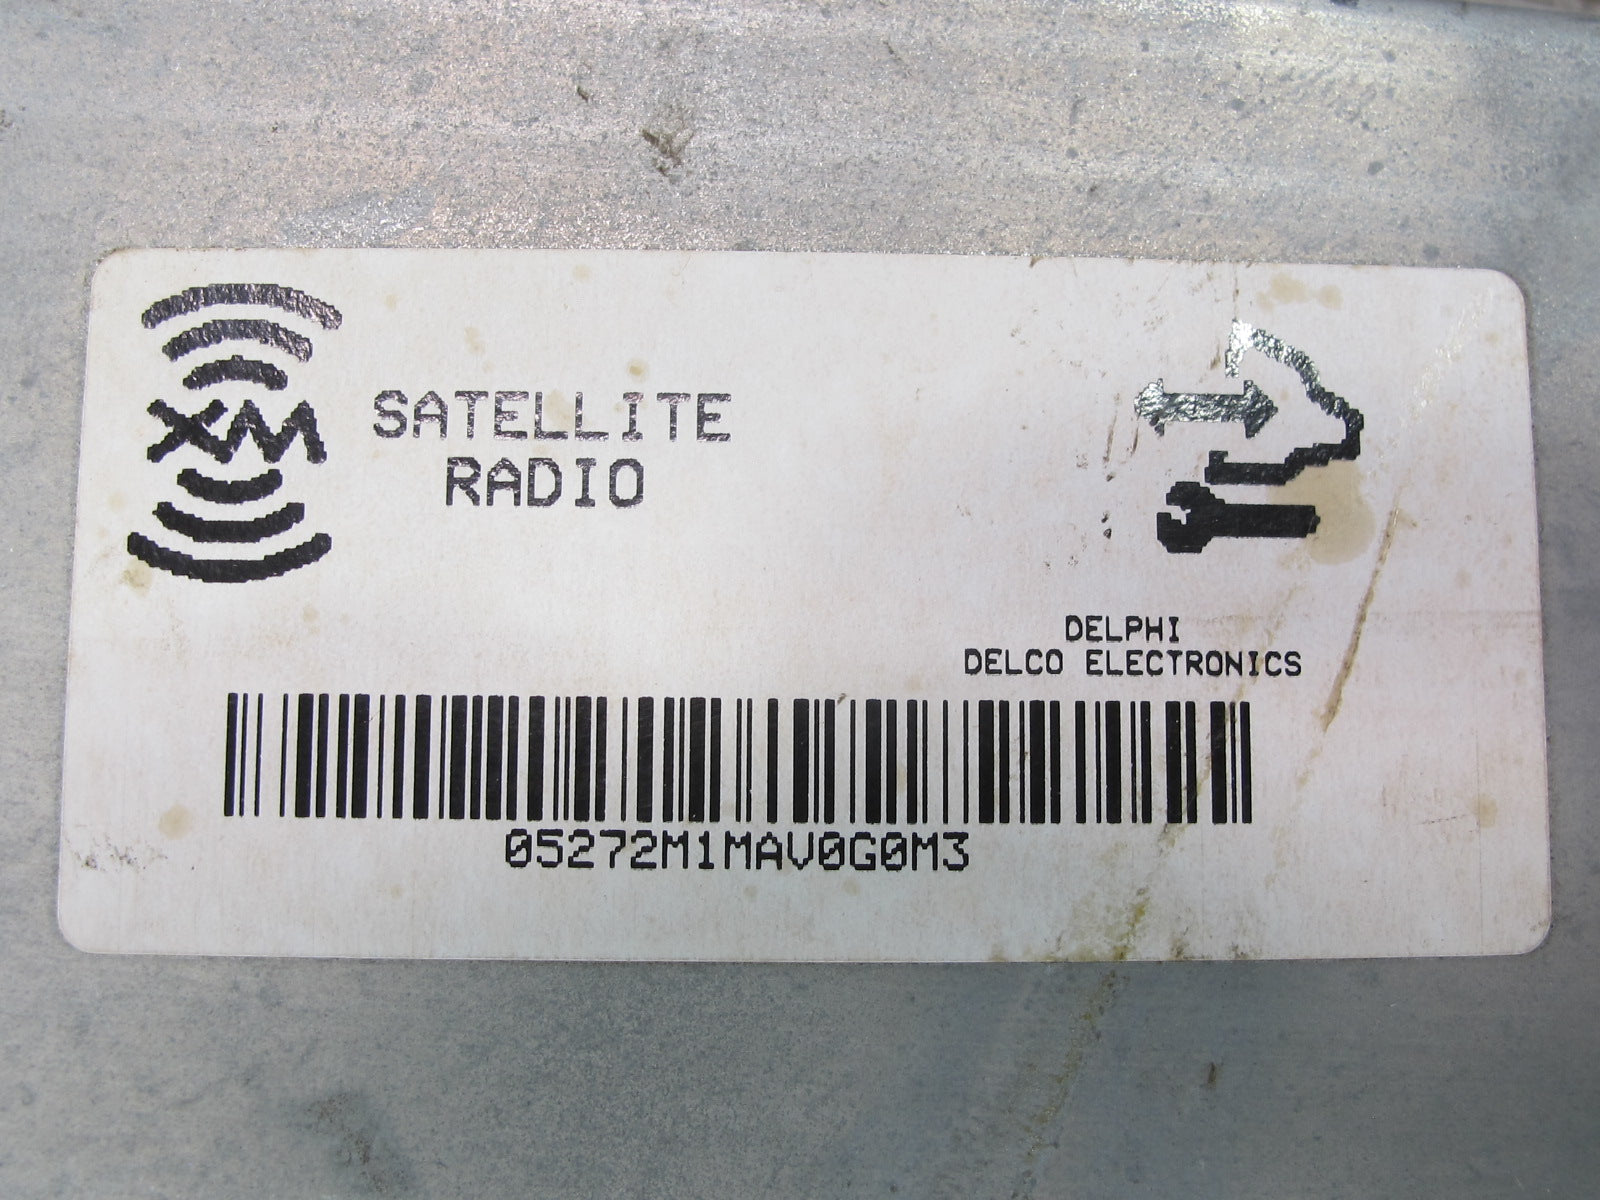 XM
SATELLITE
RADIO
DELPHI
DELCO ELECTRONICS
05272M1MAV0G0M3